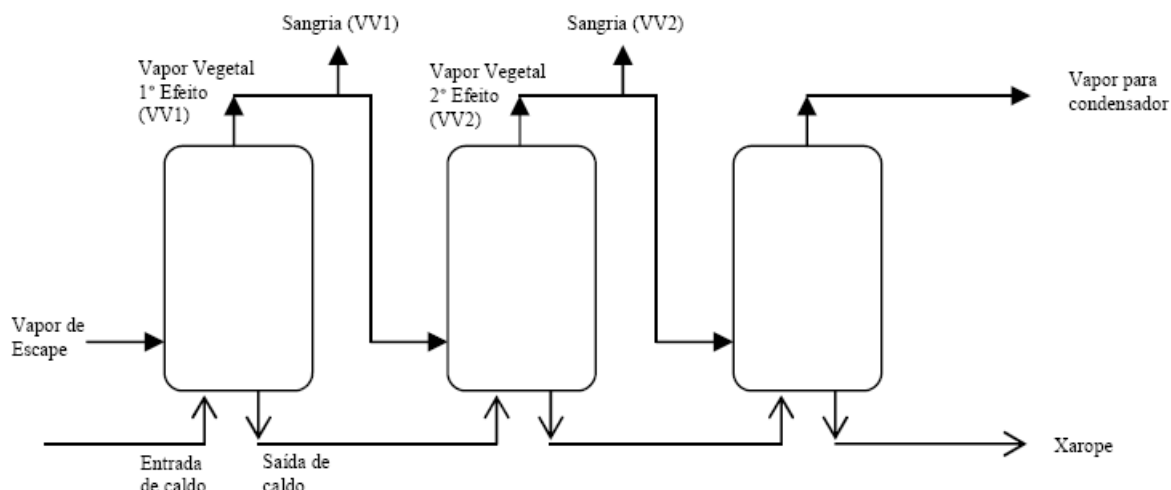 Sangria (VV1)
Sangria (VV2)
Vapor Vegetal
1° Efeito
(VV1)
Vapor Vegetal
2° Efeito
(VV2)
Vapor para
condensador
Vapor de
Escape
Entrada
de caldo
Saída de
caldo
Xarope